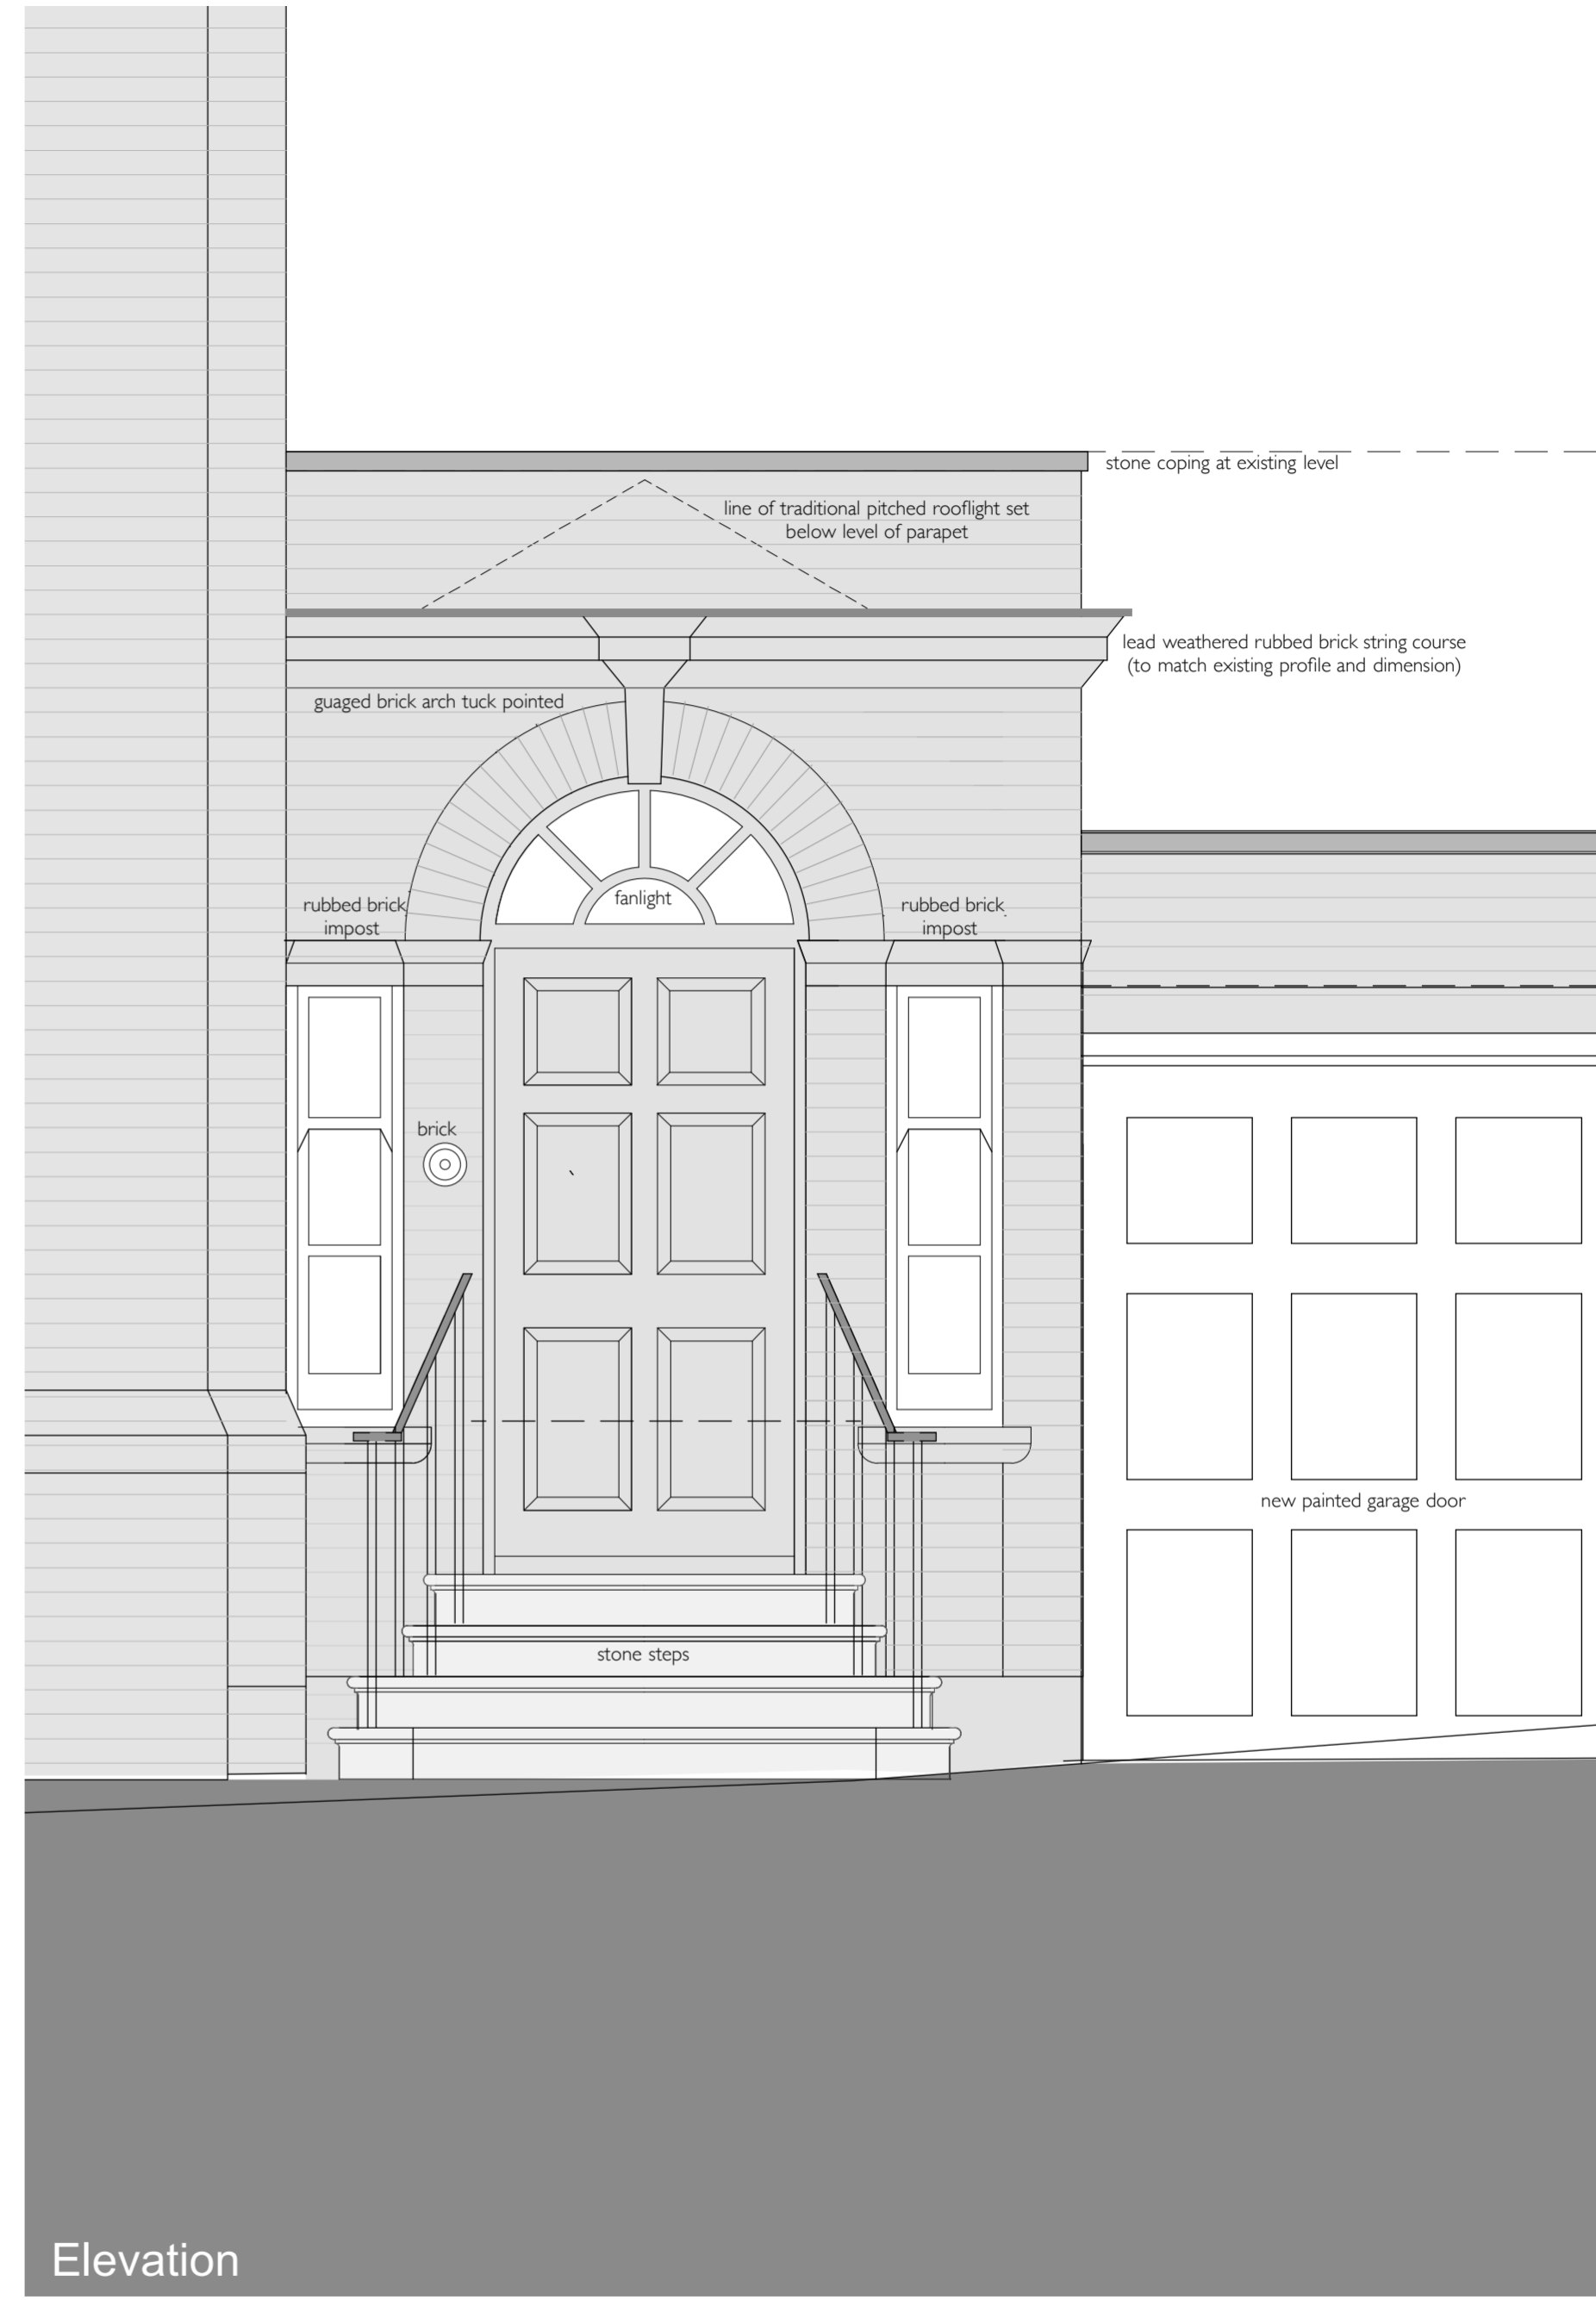 stone coping at existing level
line of traditional pitched rooflight set
below level of parapet
lead weathered rubbed brick string course
(to match existing profile and dimension)
guaged brick arch tuck pointed
fanlight
rubbed brick
impost
rubbed brick
impost
brick
new painted garage door
stone steps
Elevation